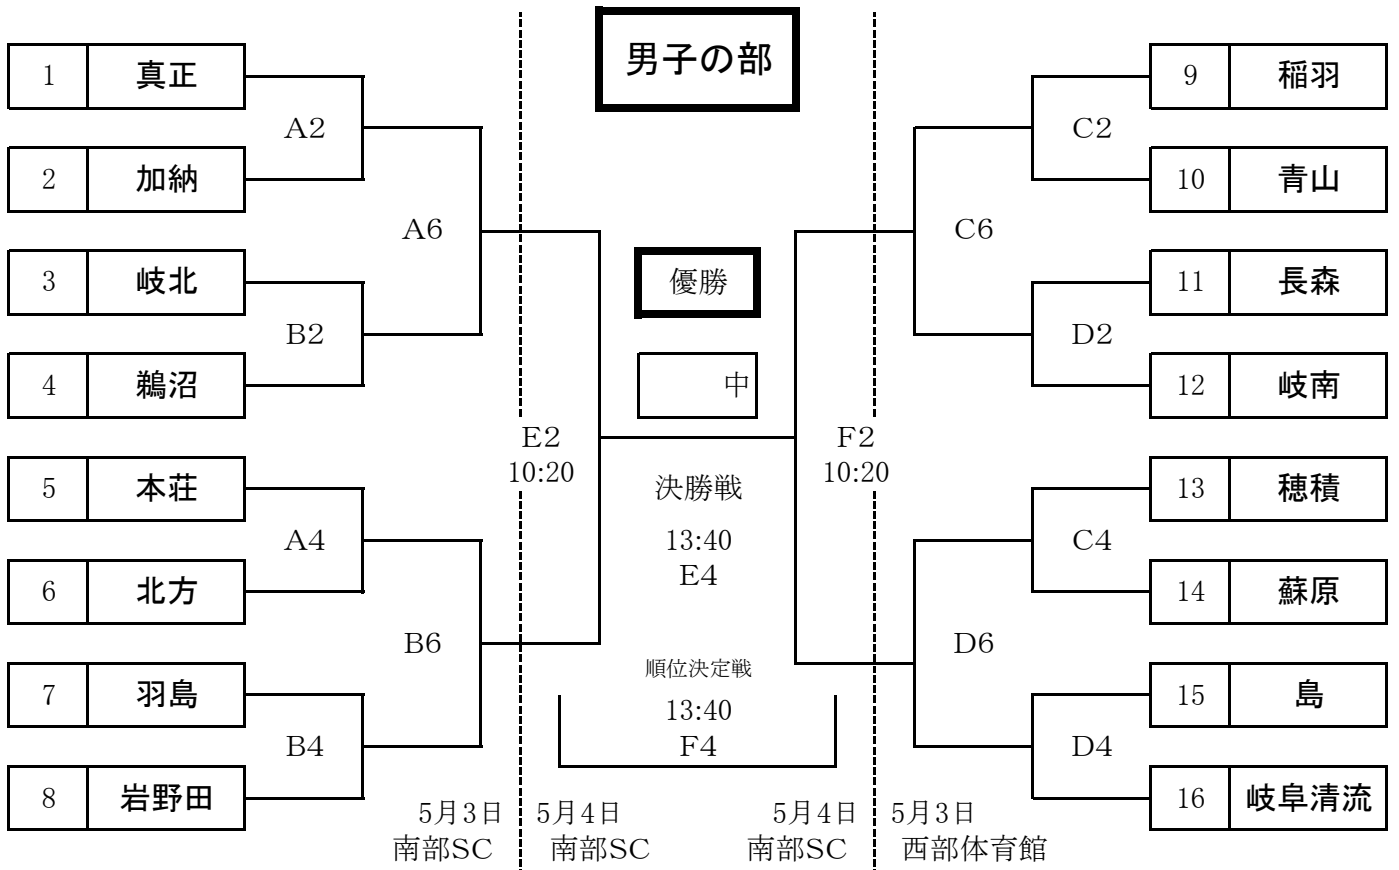 男子の部
1 真正
A2
2 加納
A6
3 岐北
B2
4 鵜沼
5 本荘
A4
6 北方
B6
7 羽島
B4
8 岩野田
優勝
中
E2
10:20
F2
10:20
決勝戦
13:40
E4
順位決定戦
13:40
F4
9 稲羽
C2
10 青山
C6
11 長森
D2
12 岐南
13 穂積
C4
14 蘇原
D6
15 島
D4
16 岐阜清流
5月3日 5月4日 5月4日 5月3日
南部SC 南部SC 南部SC 西部体育館